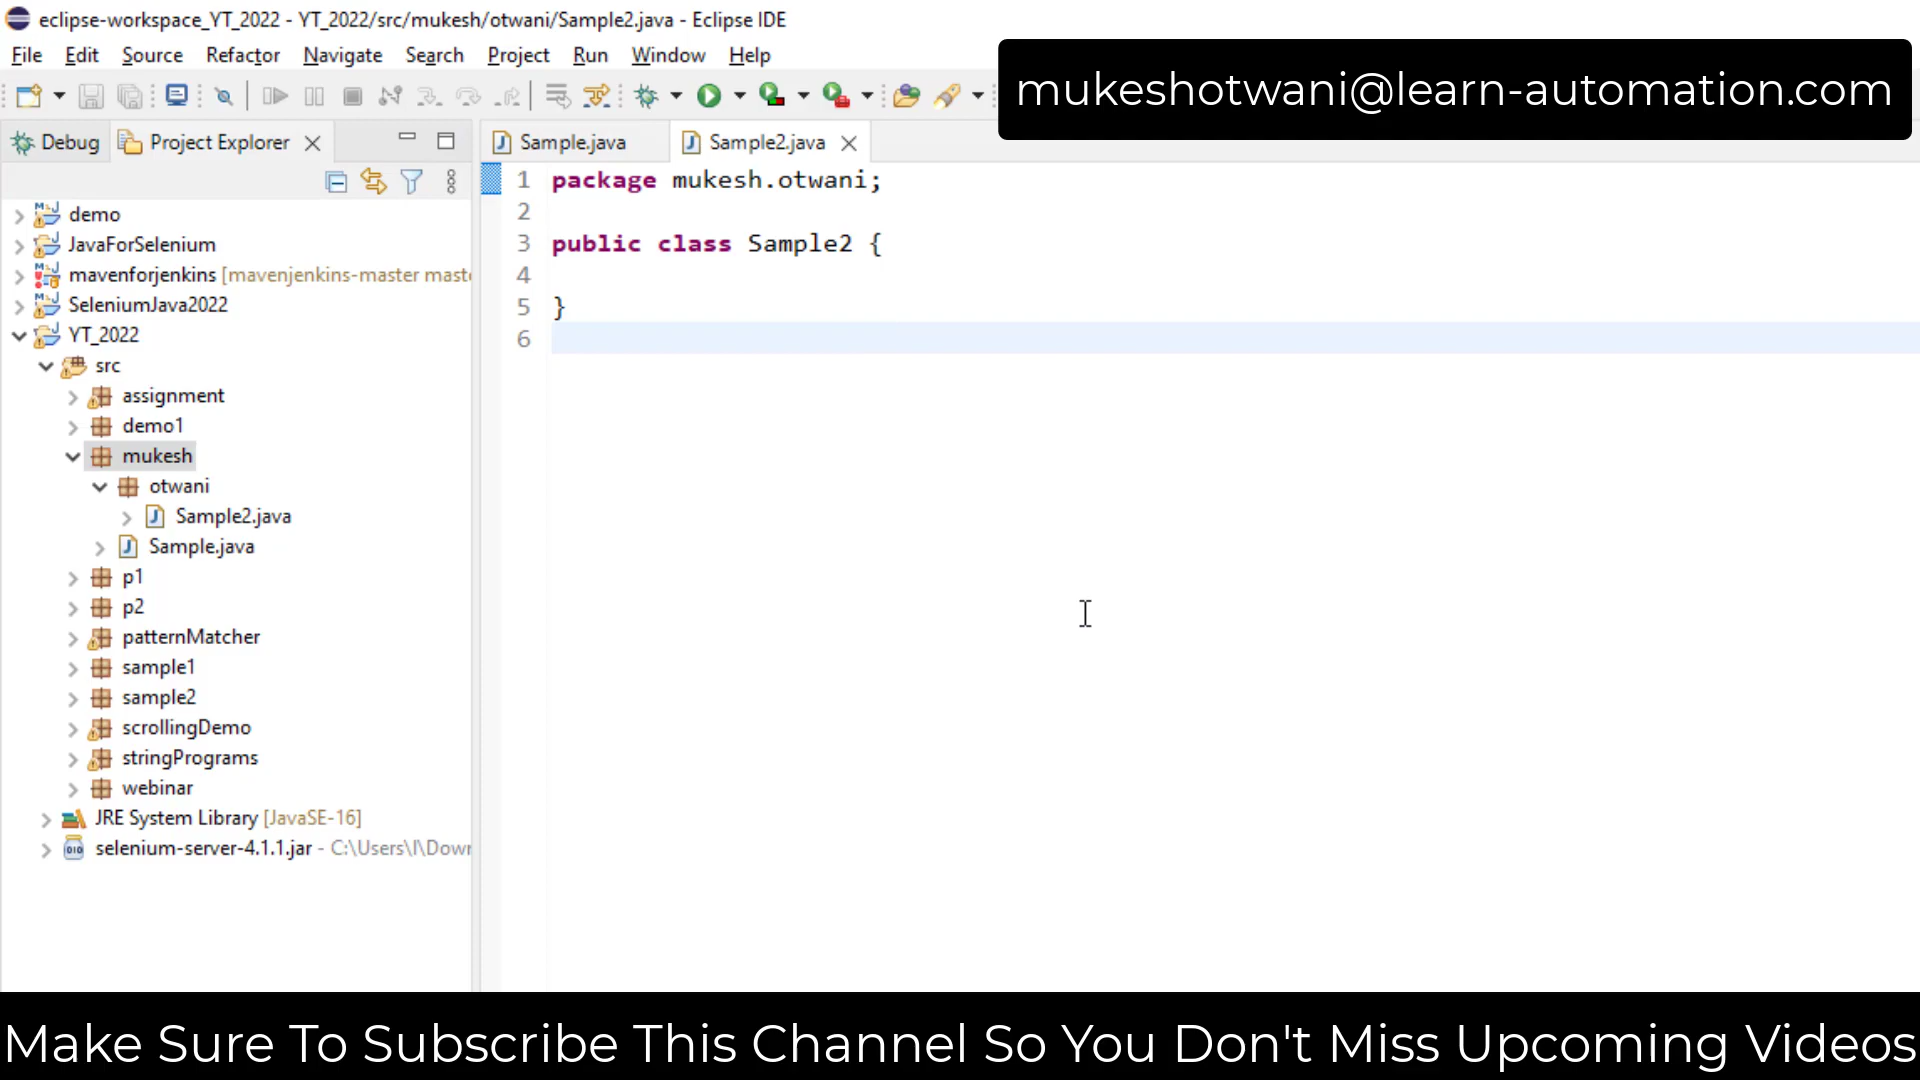 eclipse-workspace_YT_2022 - YT_2022/src/mukesh/otwani/Sample2.java - Eclipse IDE
File Edit Source Refactor Navigate Search Project Run Window Help
mukeshotwani@learn-automation.com
Debug Project Explorer
Sample.java Sample2.java
demo
JavaForSelenium
mavenforjenkins [mavenjenkins-master maste
SeleniumJava2022
YT_2022
src
assignment
demo1
mukesh
otwani
Sample2.java
Sample.java
p1
p2
patternMatcher
sample1
sample2
scrollingDemo
stringPrograms
webinar
JRE System Library [JavaSE-16]
selenium-server-4.1.1.jar - C:\Users\I\Dowr
1 package mukesh.otwani;
2
3 public class Sample2 {
4
5 }
6
Make Sure To Subscribe This Channel So You Don't Miss Upcoming Videos